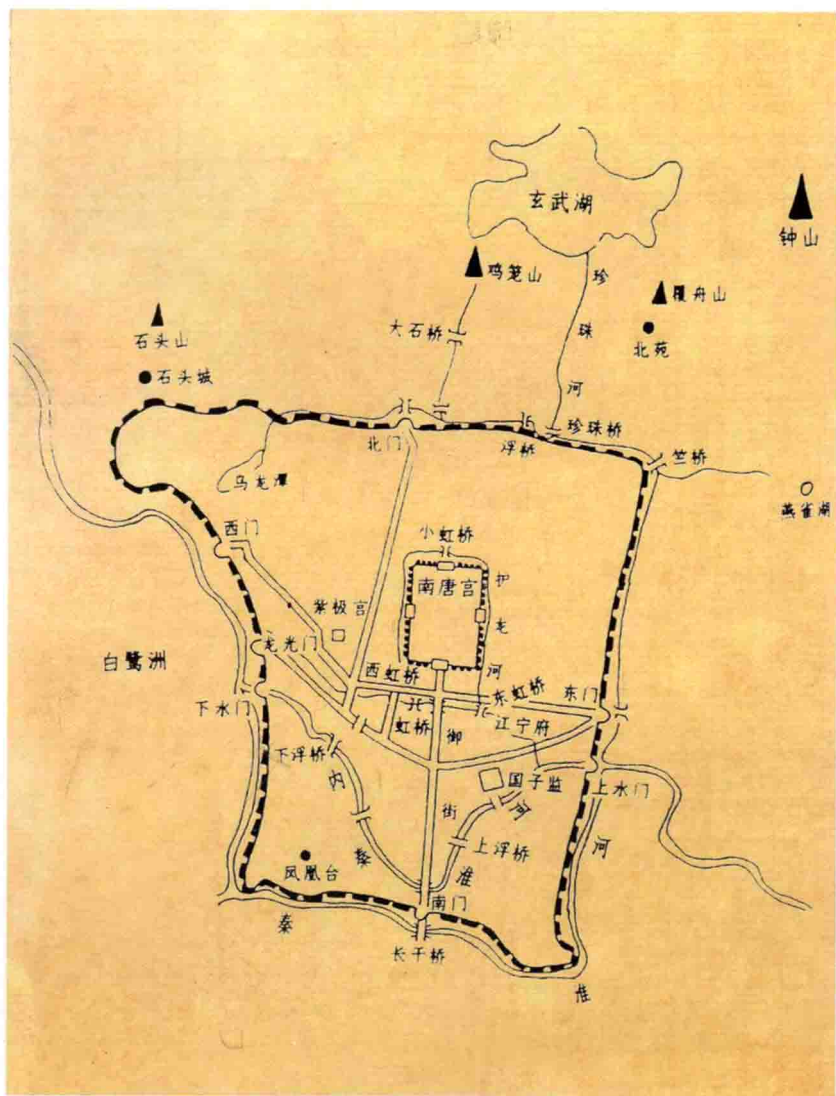 玄武湖
钟山
鸡笼山
珍珠河
覆舟山
北苑
大石桥
石头山
石头城
北门
浮桥
珍珠桥
竺桥
燕雀湖
乌龙潭
西门
小虹桥
南唐宫
护龙河
紫极宫
龙光门
白鹭洲
西虹桥
东虹桥
东门
下水门
虹桥
御街
江宁府
下浮桥
国子监
上水门
内秦淮河
上浮桥
凤凰台
南门
长干桥
秦淮河